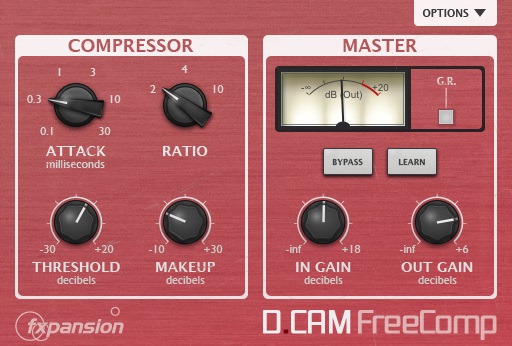 OPTIONS
COMPRESSOR
1 3
0.3 10
0.1 30
ATTACK
milliseconds
4
2 10
RATIO
-30 +20
THRESHOLD
decibels
-10 +30
MAKEUP
decibels
MASTER
-∞ +20
dB (Out)
G.R.
BYPASS
LEARN
-inf +18
IN GAIN
decibels
-inf +6
OUT GAIN
decibels
fxpansion
D.CAM FreeComp